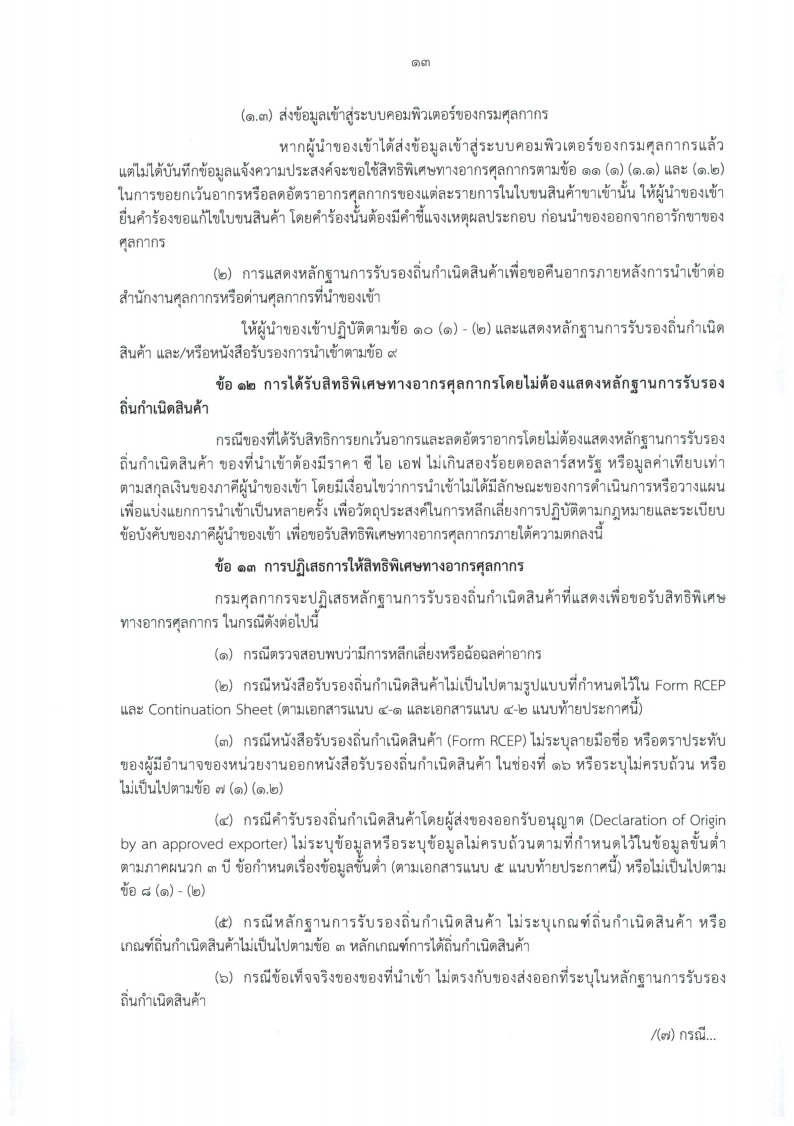 ๑๓
(๑.๓) ส่งข้อมูลเข้าสู่ระบบคอมพิวเตอร์ของกรมศุลกากร
หากผู้นำของเข้าได้ส่งข้อมูลเข้าสู่ระบบคอมพิวเตอร์ของกรมศุลกากรแล้ว
แต่ไม่ได้บันทึกข้อมูลแจ้งความประสงค์จะขอใช้สิทธิพิเศษทางอากรศุลกากรตามข้อ ๑๑ (๑) (๑.๑) และ (๑.๒)
ในการขอยกเว้นอากรหรือลดอัตราอากรศุลกากรของแต่ละรายการในใบขนสินค้าขาเข้านั้น ให้ผู้นำของเข้า
ยื่นคำร้องขอแก้ไขใบขนสินค้า โดยคำร้องนั้นต้องมีคำชี้แจงเหตุผลประกอบ ก่อนนำของออกจากอารักขาของ
ศุลกากร
(๒) การแสดงหลักฐานการรับรองถิ่นกำเนิดสินค้าเพื่อขอคืนอากรภายหลังการนำเข้าต่อ
สำนักงานศุลกากรหรือด่านศุลกากรที่นำของเข้า
ให้ผู้นำของเข้าปฏิบัติตามข้อ ๑๐ (๑) - (๒) และแสดงหลักฐานการรับรองถิ่นกำเนิด
สินค้า และ/หรือหนังสือรับรองการนำเข้าตามข้อ ๙
ข้อ ๑๒ การได้รับสิทธิพิเศษทางอากรศุลกากรโดยไม่ต้องแสดงหลักฐานการรับรอง
ถิ่นกำเนิดสินค้า
กรณีของที่ได้รับสิทธิการยกเว้นอากรและลดอัตราอากรโดยไม่ต้องแสดงหลักฐานการรับรอง
ถิ่นกำเนิดสินค้า ของที่นำเข้าต้องมีราคา ซี ไอ เอฟ ไม่เกินสองร้อยดอลลาร์สหรัฐ หรือมูลค่าเทียบเท่า
ตามสกุลเงินของภาคีผู้นำของเข้า โดยมีเงื่อนไขว่าการนำเข้าไม่ได้มีลักษณะของการดำเนินการหรือวางแผน
เพื่อแบ่งแยกการนำเข้าเป็นหลายครั้ง เพื่อวัตถุประสงค์ในการหลีกเลี่ยงการปฏิบัติตามกฎหมายและระเบียบ
ข้อบังคับของภาคีผู้นำของเข้า เพื่อขอรับสิทธิพิเศษทางอากรศุลกากรภายใต้ความตกลงนี้
ข้อ ๑๓ การปฏิเสธการให้สิทธิพิเศษทางอากรศุลกากร
กรมศุลกากรจะปฏิเสธหลักฐานการรับรองถิ่นกำเนิดสินค้าที่แสดงเพื่อขอรับสิทธิพิเศษ
ทางอากรศุลกากร ในกรณีดังต่อไปนี้
(๑) กรณีตรวจสอบพบว่ามีการหลีกเลี่ยงหรือฉ้อฉลค่าอากร
(๒) กรณีหนังสือรับรองถิ่นกำเนิดสินค้าไม่เป็นไปตามรูปแบบที่กำหนดไว้ใน Form RCEP
และ Continuation Sheet (ตามเอกสารแนบ ๔-๑ และเอกสารแนบ ๔-๒ แนบท้ายประกาศนี้)
(๓) กรณีหนังสือรับรองถิ่นกำเนิดสินค้า (Form RCEP) ไม่ระบุลายมือชื่อ หรือตราประทับ
ของผู้มีอำนาจของหน่วยงานออกหนังสือรับรองถิ่นกำเนิดสินค้า ในช่องที่ ๑๖ หรือระบุไม่ครบถ้วน หรือ
ไม่เป็นไปตามข้อ ๗ (๑) (๑.๒)
(๔) กรณีคำรับรองถิ่นกำเนิดสินค้าโดยผู้ส่งของออกรับอนุญาต (Declaration of Origin
by an approved exporter) ไม่ระบุข้อมูลหรือระบุข้อมูลไม่ครบถ้วนตามที่กำหนดไว้ในข้อมูลขั้นต่ำ
ตามภาคผนวก ๓ บี ข้อกำหนดเรื่องข้อมูลขั้นต่ำ (ตามเอกสารแนบ ๕ แนบท้ายประกาศนี้) หรือไม่เป็นไปตาม
ข้อ ๘ (๑) - (๒)
(๕) กรณีหลักฐานการรับรองถิ่นกำเนิดสินค้า ไม่ระบุเกณฑ์ถิ่นกำเนิดสินค้า หรือ
เกณฑ์ถิ่นกำเนิดสินค้าไม่เป็นไปตามข้อ ๓ หลักเกณฑ์การได้ถิ่นกำเนิดสินค้า
(๖) กรณีข้อเท็จจริงของของที่นำเข้า ไม่ตรงกับของส่งออกที่ระบุในหลักฐานการรับรอง
ถิ่นกำเนิดสินค้า
/(๗) กรณี...